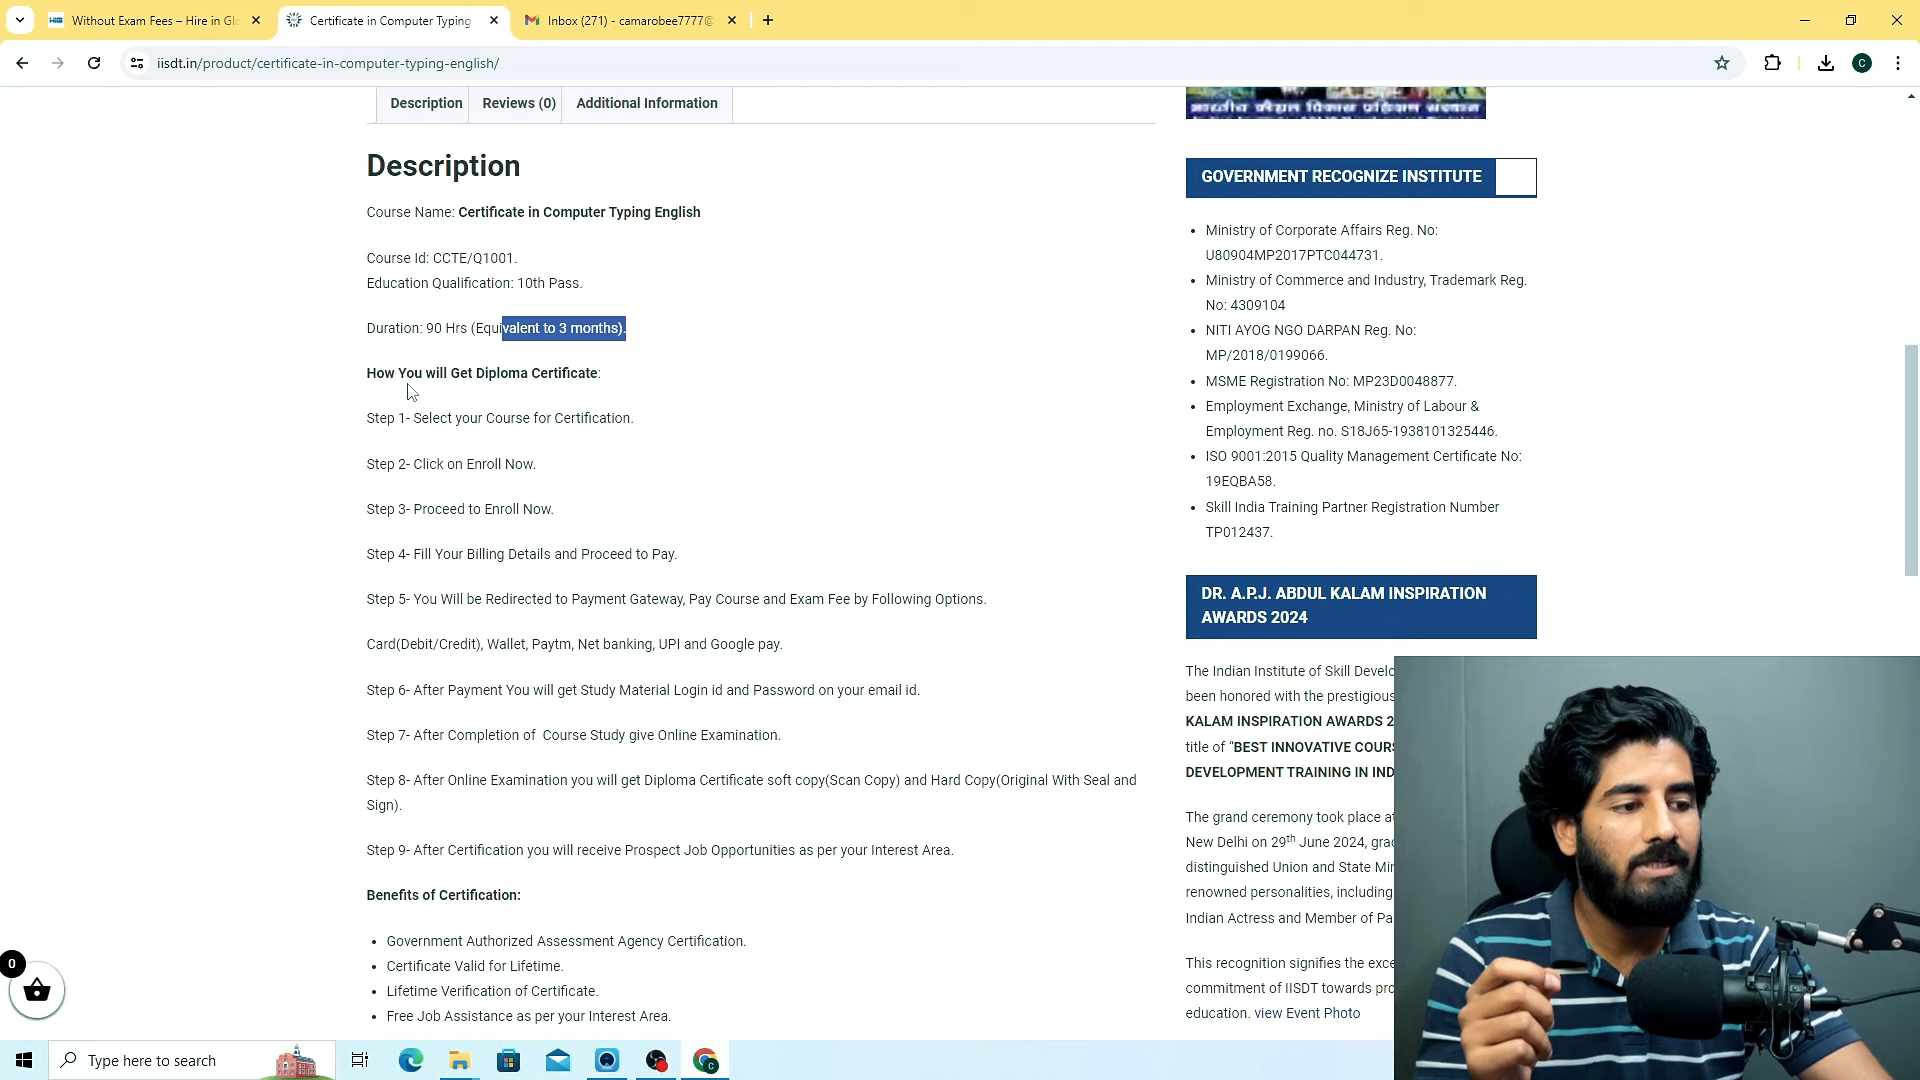 Without Exam Fees – Hire in Gl
Certificate in Computer Typing
Inbox (271) - camarobee7777@
iisdt.in/product/certificate-in-computer-typing-english/
C
Description
Reviews (0)
Additional Information
Description
Course Name: Certificate in Computer Typing English
Course Id: CCTE/Q1001.
Education Qualification: 10th Pass.
Duration: 90 Hrs (Equivalent to 3 months).
How You will Get Diploma Certificate:
Step 1- Select your Course for Certification.
Step 2- Click on Enroll Now.
Step 3- Proceed to Enroll Now.
Step 4- Fill Your Billing Details and Proceed to Pay.
Step 5- You Will be Redirected to Payment Gateway, Pay Course and Exam Fee by Following Options.
Card(Debit/Credit), Wallet, Paytm, Net banking, UPI and Google pay.
Step 6- After Payment You will get Study Material Login id and Password on your email id.
Step 7- After Completion of  Course Study give Online Examination.
Step 8- After Online Examination you will get Diploma Certificate soft copy(Scan Copy) and Hard Copy(Original With Seal and
Sign).
Step 9- After Certification you will receive Prospect Job Opportunities as per your Interest Area.
Benefits of Certification:
• Government Authorized Assessment Agency Certification.
• Certificate Valid for Lifetime.
• Lifetime Verification of Certificate.
• Free Job Assistance as per your Interest Area.
GOVERNMENT RECOGNIZE INSTITUTE
• Ministry of Corporate Affairs Reg. No:
U80904MP2017PTC044731.
• Ministry of Commerce and Industry, Trademark Reg.
No: 4309104
• NITI AYOG NGO DARPAN Reg. No:
MP/2018/0199066.
• MSME Registration No: MP23D0048877.
• Employment Exchange, Ministry of Labour &
Employment Reg. no. S18J65-1938101325446.
• ISO 9001:2015 Quality Management Certificate No:
19EQBA58.
• Skill India Training Partner Registration Number
TP012437.
DR. A.P.J. ABDUL KALAM INSPIRATION
AWARDS 2024
The Indian Institute of Skill Develo
been honored with the prestigious
KALAM INSPIRATION AWARDS 2
title of “BEST INNOVATIVE COURS
DEVELOPMENT TRAINING IN IND
The grand ceremony took place at
New Delhi on 29th June 2024, grac
distinguished Union and State Min
renowned personalities, including
Indian Actress and Member of Pa
This recognition signifies the exce
commitment of IISDT towards pro
education. view Event Photo
0
Type here to search